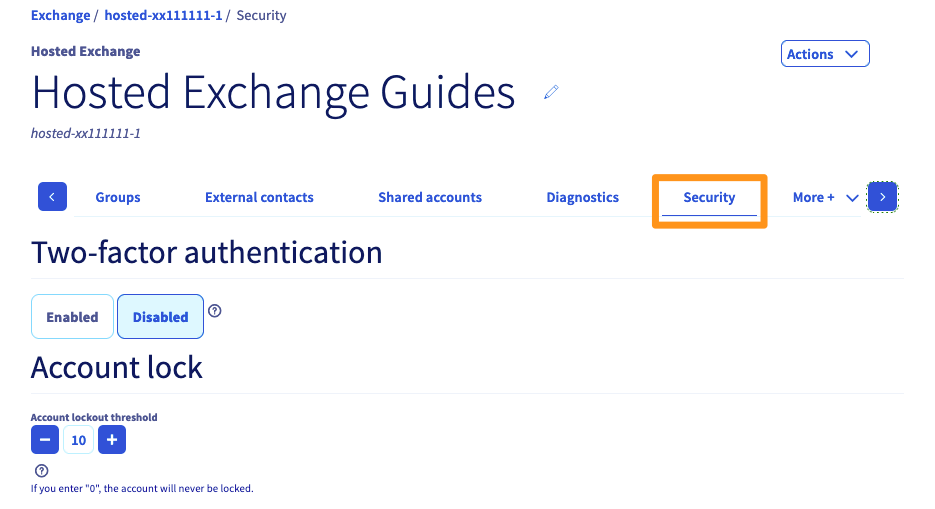 Exchange / hosted-xx111111-1 / Security
Hosted Exchange
Actions
Hosted Exchange Guides
hosted-xx111111-1
Groups External contacts Shared accounts Diagnostics Security More +
Two-factor authentication
Enabled Disabled
Account lock
Account lockout threshold
− 10 +
If you enter "0", the account will never be locked.